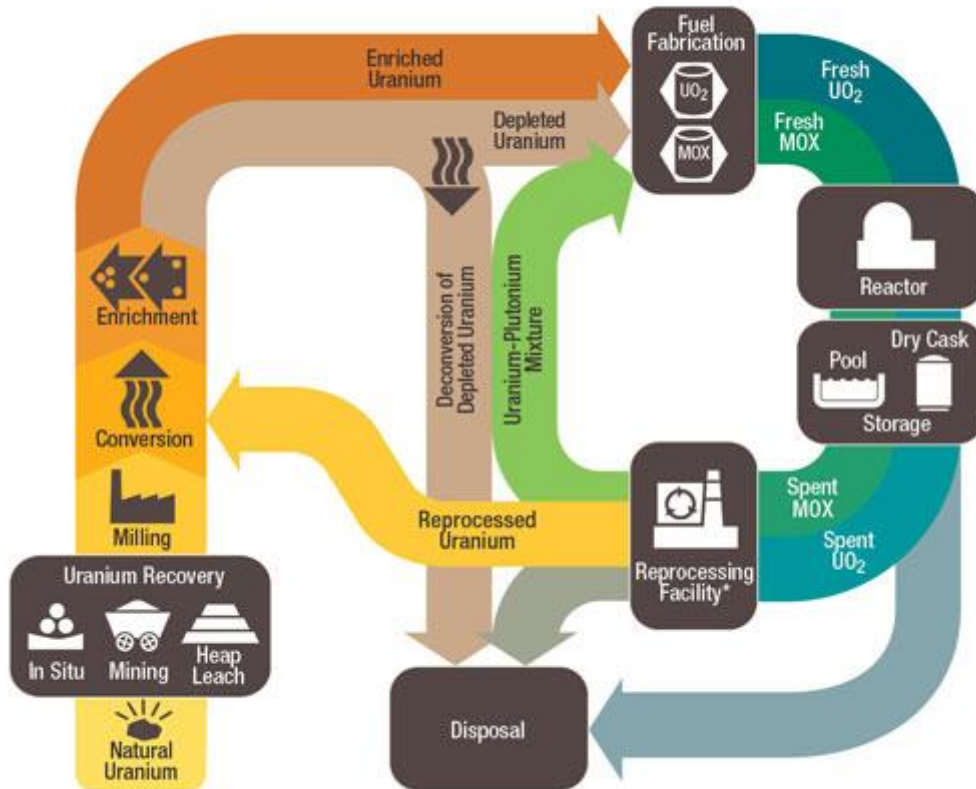 Fuel
Fabrication
UO₂
MOX
Enriched
Uranium
Depleted
Uranium
Fresh
UO₂
Fresh
MOX
Reactor
Dry Cask
Pool
Storage
Enrichment
Conversion
Milling
Deconversion of
Depleted Uranium
Uranium-Plutonium
Mixture
Reprocessed
Uranium
Reprocessing
Facility*
Spent
MOX
Spent
UO₂
Uranium Recovery
In Situ
Mining
Heap
Leach
Natural
Uranium
Disposal